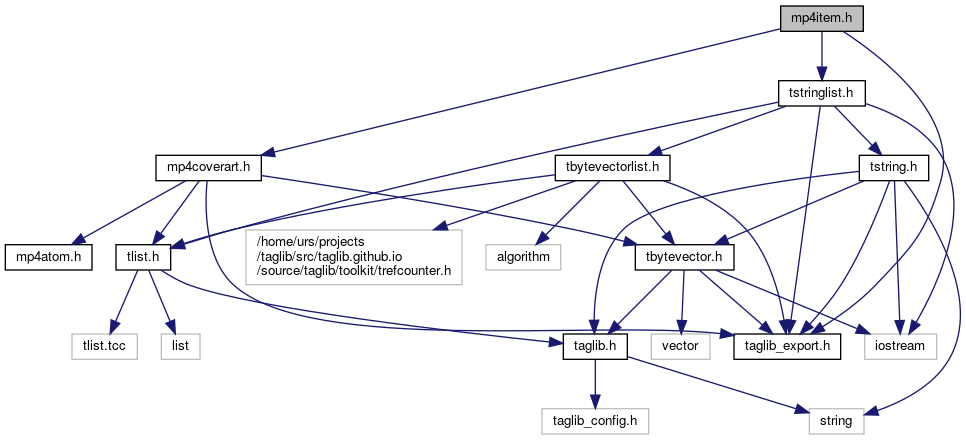 mp4item.h
tstringlist.h
mp4coverart.h
tbytevectorlist.h
tstring.h
mp4atom.h
tlist.h
/home/urs/projects
/taglib/src/taglib.github.io
/source/taglib/toolkit/trefcounter.h
algorithm
tbytevector.h
tlist.tcc
list
taglib.h
vector
taglib_export.h
iostream
taglib_config.h
string